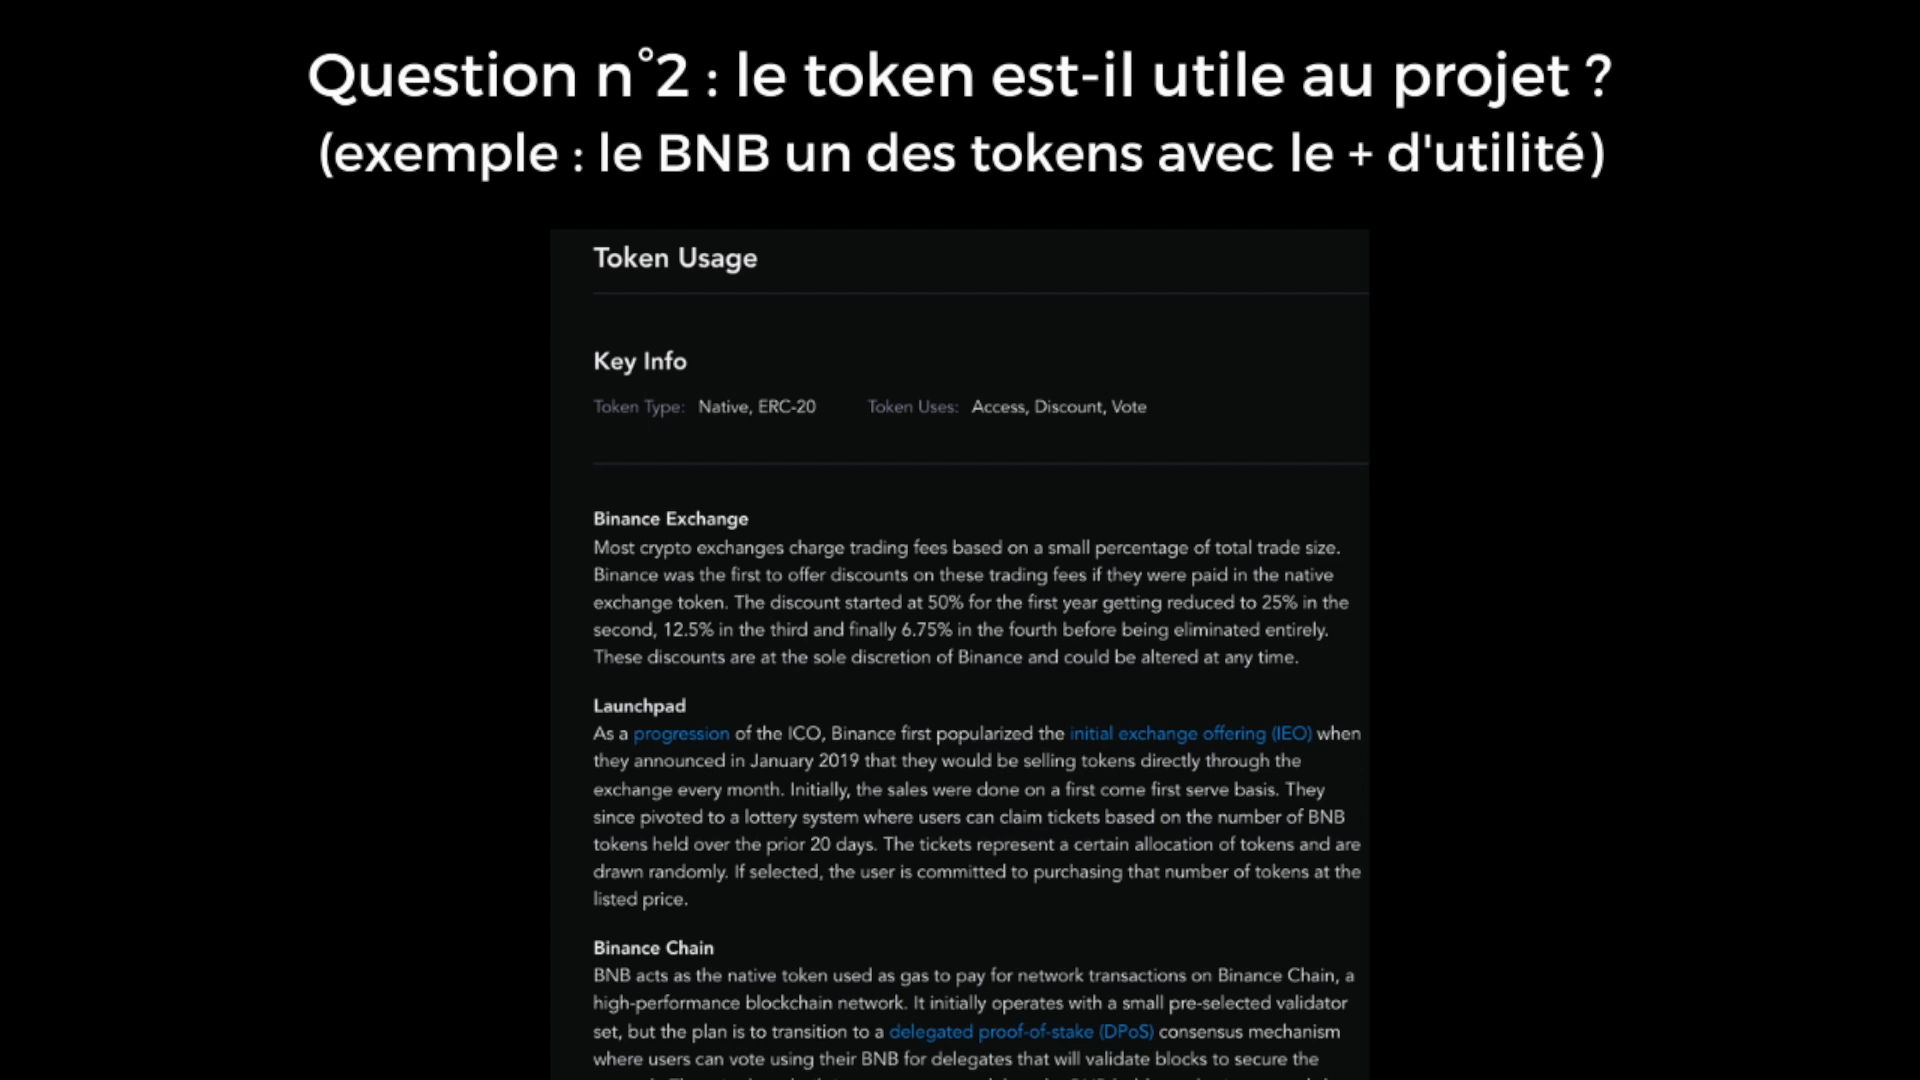 Question n°2 : le token est-il utile au projet ?
(exemple : le BNB un des tokens avec le + d'utilité)
Token Usage
Key Info
Token Type: Native, ERC-20 Token Uses: Access, Discount, Vote
Binance Exchange
Most crypto exchanges charge trading fees based on a small percentage of total trade size.
Binance was the first to offer discounts on these trading fees if they were paid in the native
exchange token. The discount started at 50% for the first year getting reduced to 25% in the
second, 12.5% in the third and finally 6.75% in the fourth before being eliminated entirely.
These discounts are at the sole discretion of Binance and could be altered at any time.
Launchpad
As a progression of the ICO, Binance first popularized the initial exchange offering (IEO) when
they announced in January 2019 that they would be selling tokens directly through the
exchange every month. Initially, the sales were done on a first come first serve basis. They
since pivoted to a lottery system where users can claim tickets based on the number of BNB
tokens held over the prior 20 days. The tickets represent a certain allocation of tokens and are
drawn randomly. If selected, the user is committed to purchasing that number of tokens at the
listed price.
Binance Chain
BNB acts as the native token used as gas to pay for network transactions on Binance Chain, a
high-performance blockchain network. It initially operates with a small pre-selected validator
set, but the plan is to transition to a delegated proof-of-stake (DPoS) consensus mechanism
where users can vote using their BNB for delegates that will validate blocks to secure the